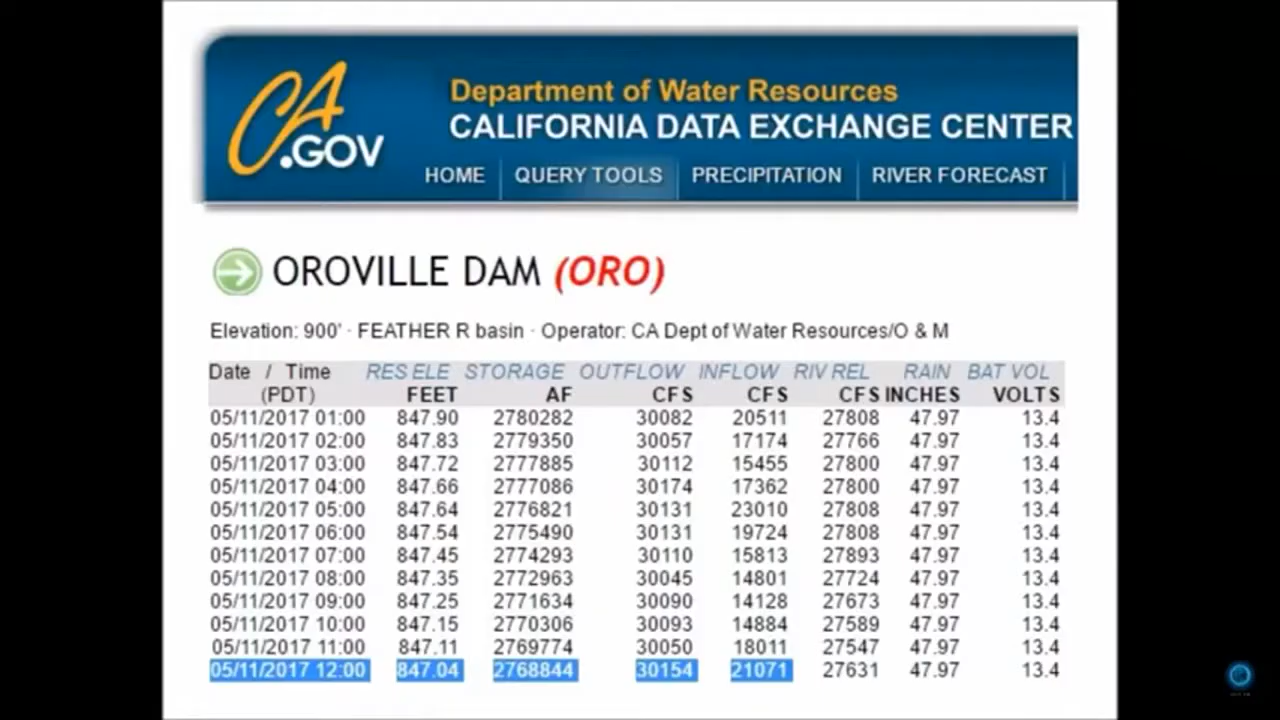 CA
.GOV
Department of Water Resources
CALIFORNIA DATA EXCHANGE CENTER
HOME QUERY TOOLS PRECIPITATION RIVER FORECAST
OROVILLE DAM (ORO)
Elevation: 900' · FEATHER R basin · Operator: CA Dept of Water Resources/O & M
Date / Time RES ELE STORAGE OUTFLOW INFLOW RIV REL RAIN BAT VOL
(PDT) FEET AF CFS CFS CFS INCHES VOLTS
05/11/2017 01:00 847.90 2780282 30082 20511 27808 47.97 13.4
05/11/2017 02:00 847.83 2779350 30057 17174 27766 47.97 13.4
05/11/2017 03:00 847.72 2777885 30112 15455 27800 47.97 13.4
05/11/2017 04:00 847.66 2777086 30174 17362 27800 47.97 13.4
05/11/2017 05:00 847.64 2776821 30131 23010 27808 47.97 13.4
05/11/2017 06:00 847.54 2775490 30131 19724 27808 47.97 13.4
05/11/2017 07:00 847.45 2774293 30110 15813 27893 47.97 13.4
05/11/2017 08:00 847.35 2772963 30045 14801 27724 47.97 13.4
05/11/2017 09:00 847.25 2771634 30090 14128 27673 47.97 13.4
05/11/2017 10:00 847.15 2770306 30093 14884 27589 47.97 13.4
05/11/2017 11:00 847.11 2769774 30050 18011 27547 47.97 13.4
05/11/2017 12:00 847.04 2768844 30154 21071 27631 47.97 13.4